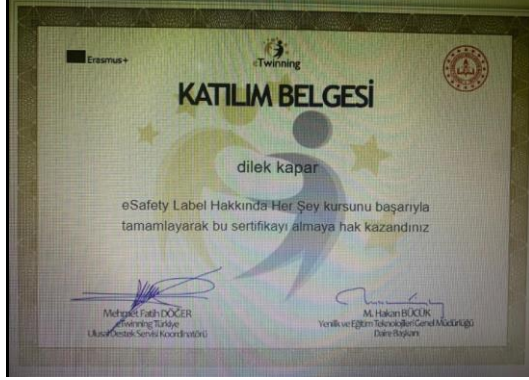 Erasmus+
eTwinning
KATILIM BELGESİ
dilek kapar
eSafety Label Hakkında Her Şey kursunu başarıyla
tamamlayarak bu sertifikayı almaya hak kazandınız
Mehmet Fatih DÖĞER
eTwinning Türkiye
Ulusal Destek Servisi Koordinatörü
M. Hakan BÜCÜK
Yenilik ve Eğitim Teknolojileri Genel Müdürlüğü
Daire Başkanı